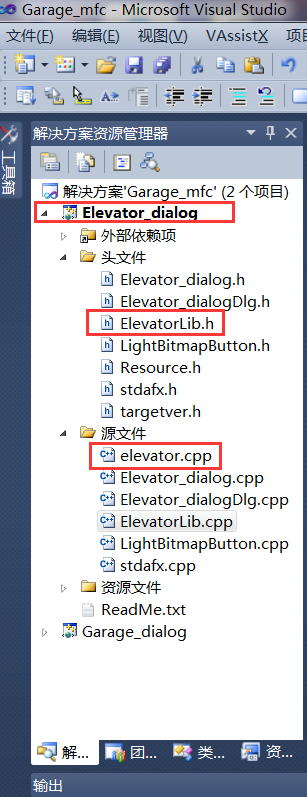 Garage_mfc - Microsoft Visual Studio
文件(F) 编辑(E) 视图(V) VAssistX 项
工具箱
解决方案资源管理器
解决方案'Garage_mfc' (2 个项目)
Elevator_dialog
外部依赖项
头文件
Elevator_dialog.h
Elevator_dialogDlg.h
ElevatorLib.h
LightBitmapButton.h
Resource.h
stdafx.h
targetver.h
源文件
elevator.cpp
Elevator_dialog.cpp
Elevator_dialogDlg.cpp
ElevatorLib.cpp
LightBitmapButton.cpp
stdafx.cpp
资源文件
ReadMe.txt
Garage_dialog
解... 团... 类... 资...
输出